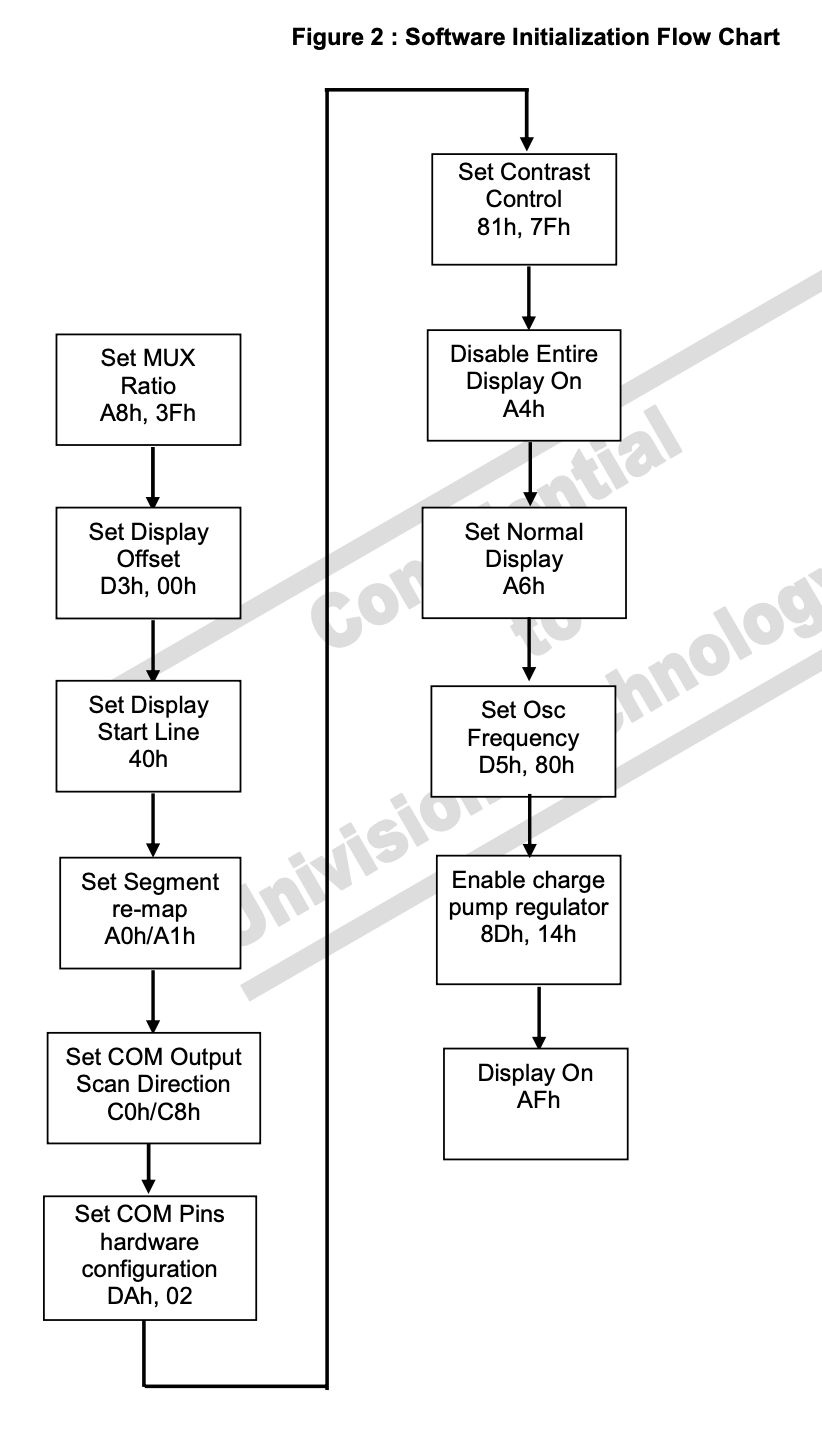 Figure 2 : Software Initialization Flow Chart
Set MUX
Ratio
A8h, 3Fh
Set Display
Offset
D3h, 00h
Set Display
Start Line
40h
Set Segment
re-map
A0h/A1h
Set COM Output
Scan Direction
C0h/C8h
Set COM Pins
hardware
configuration
DAh, 02
Set Contrast
Control
81h, 7Fh
Disable Entire
Display On
A4h
Set Normal
Display
A6h
Set Osc
Frequency
D5h, 80h
Enable charge
pump regulator
8Dh, 14h
Display On
AFh
to
Univision